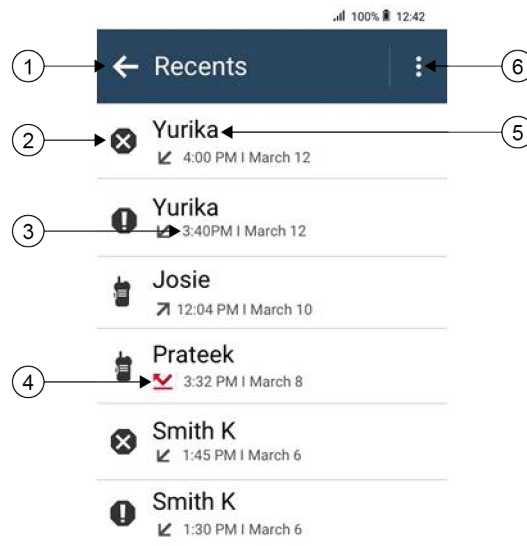 100% 12:42
1 Recents 6
2 Yurika 5
4:00 PM I March 12
Yurika
3 3:40PM I March 12
Josie
12:04 PM I March 10
Prateek
4 3:32 PM I March 8
Smith K
1:45 PM I March 6
Smith K
1:30 PM I March 6